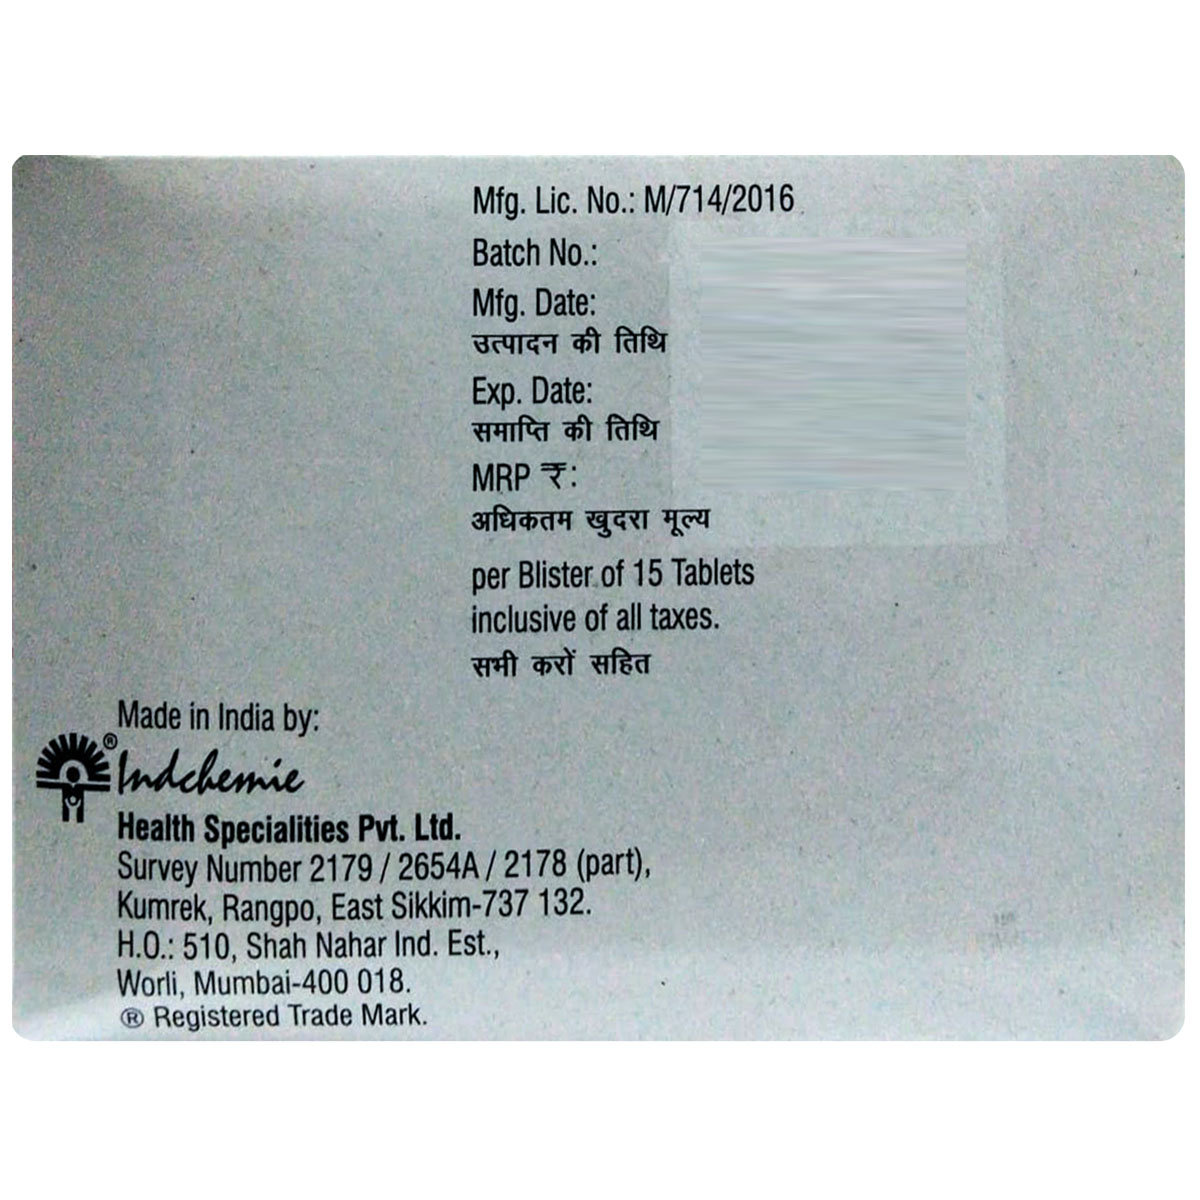 Mfg. Lic. No.: M/714/2016
Batch No.:
Mfg. Date:
उत्पादन की तिथि
Exp. Date:
समाप्ति की तिथि
MRP ₹:
अधिकतम खुदरा मूल्य
per Blister of 15 Tablets
inclusive of all taxes.
सभी करों सहित
Made in India by:
® Indchemie
Health Specialities Pvt. Ltd.
Survey Number 2179 / 2654A / 2178 (part),
Kumrek, Rangpo, East Sikkim-737 132.
H.O.: 510, Shah Nahar Ind. Est.,
Worli, Mumbai-400 018.
® Registered Trade Mark.